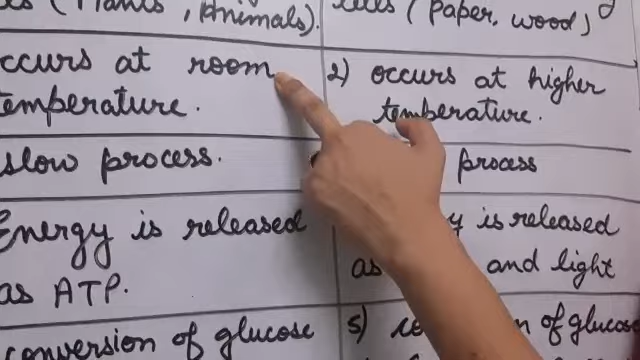 (Plants, Animals).
occurs at room
temperature.
slow process.
Energy is released
as ATP.
conversion of glucose
(paper, wood)
2) occurs at higher
temperature.
process
y is released
as and light
5) co n of glucose